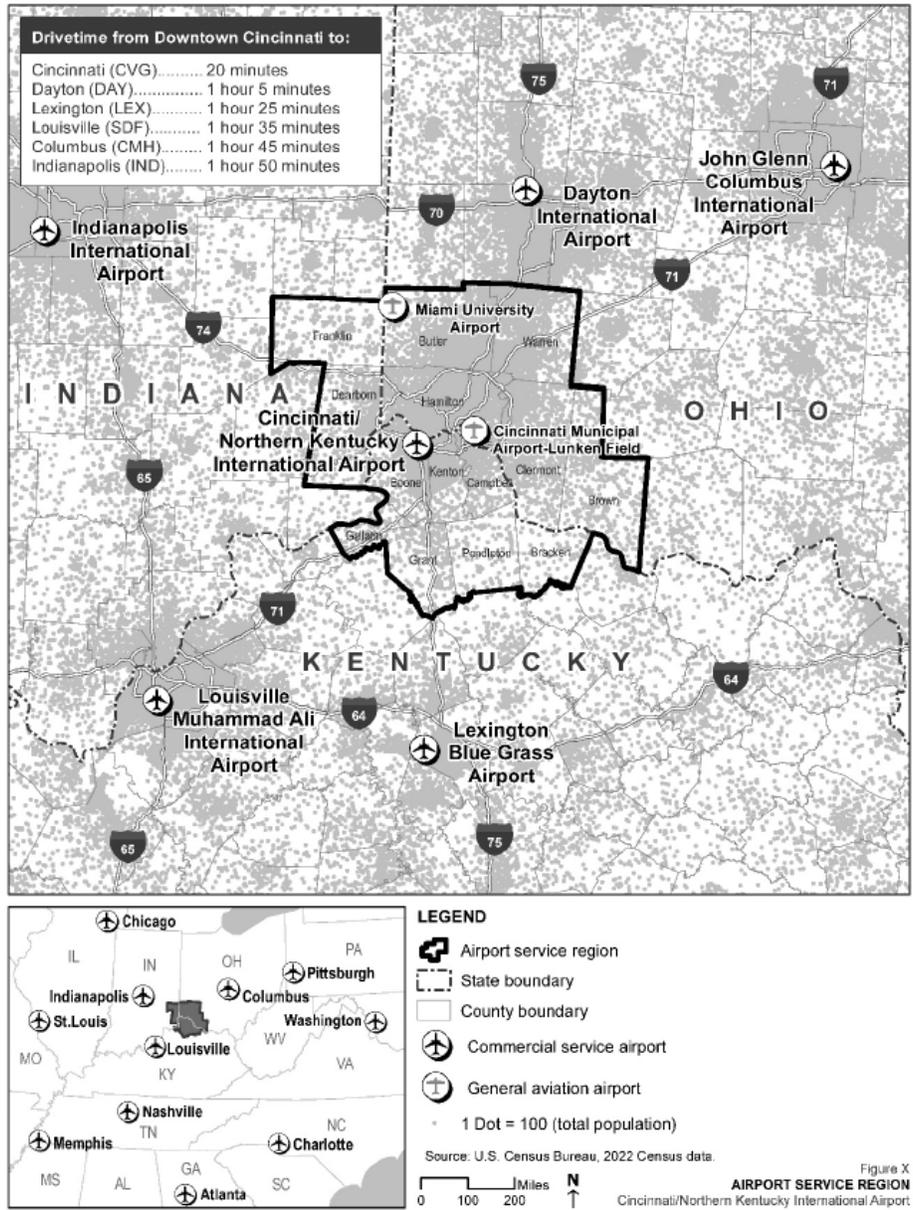 Drivetime from Downtown Cincinnati to:
Cincinnati (CVG).......... 20 minutes
Dayton (DAY)............... 1 hour 5 minutes
Lexington (LEX)............ 1 hour 25 minutes
Louisville (SDF)........... 1 hour 35 minutes
Columbus (CMH)......... 1 hour 45 minutes
Indianapolis (IND)........ 1 hour 50 minutes
75
71
John Glenn
Columbus
International
Airport
Dayton
International
Airport
70
Indianapolis
International
Airport
71
74
Miami University
Airport
Franklin
Butler
Warren
INDIANA
Dearborn
Hamilton
OHIO
Cincinnati/
Northern Kentucky
International Airport
Cincinnati Municipal
Airport-Lunken Field
65
Boone
Kenton
Campbell
Clermont
Brown
Gallatin
Grant
Pendleton
Bracken
71
KENTUCKY
64
Louisville
Muhammad Ali
International
Airport
64
Lexington
Blue Grass
Airport
65
75
Chicago
IL
IN
OH
PA
Pittsburgh
Indianapolis
Columbus
St.Louis
Washington
Louisville
WV
MO
KY
VA
Nashville
TN
NC
Memphis
Charlotte
MS
AL
GA
SC
Atlanta
LEGEND
Airport service region
State boundary
County boundary
Commercial service airport
General aviation airport
1 Dot = 100 (total population)
Source: U.S. Census Bureau, 2022 Census data.
Miles
0 100 200
N
Figure X
AIRPORT SERVICE REGION
Cincinnati/Northern Kentucky International Airport